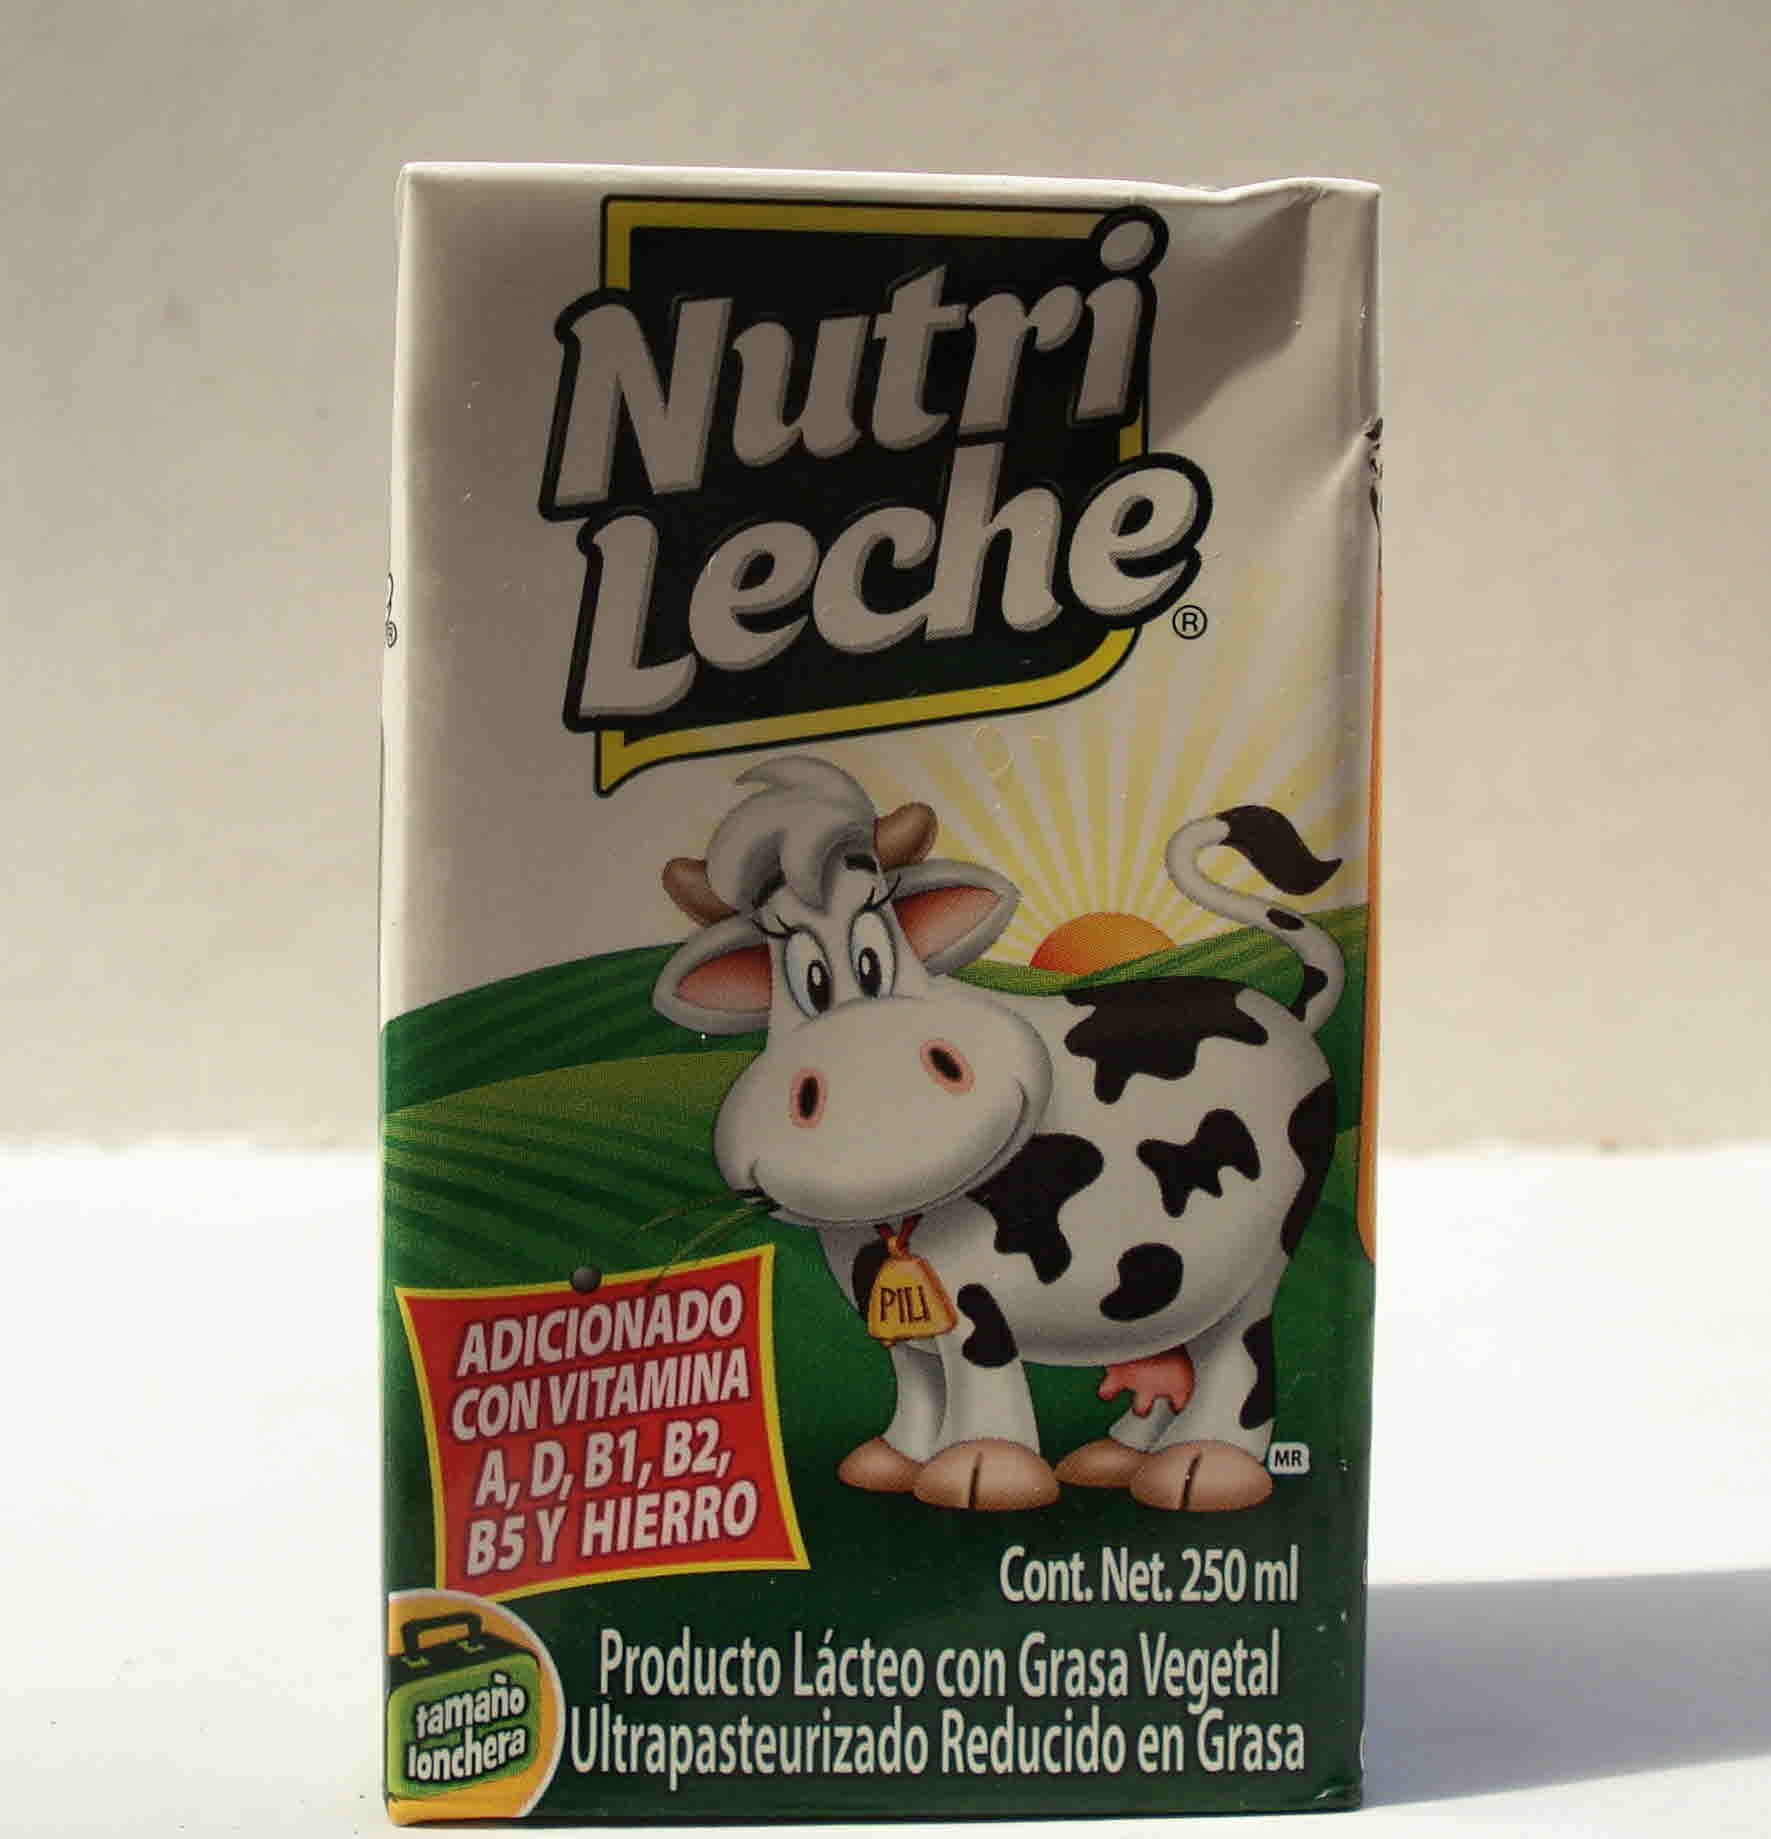 Nutri
Leche
®
PILI
ADICIONADO
CON VITAMINA
A, D, B1, B2,
B5 Y HIERRO
MR
Cont. Net. 250 ml
Producto Lácteo con Grasa Vegetal
Ultrapasteurizado Reducido en Grasa
tamaño
lonchera